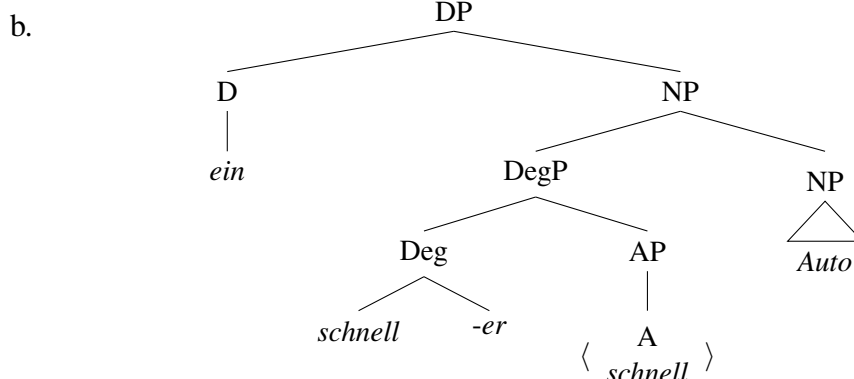 b.
DP
D NP
ein
DegP NP
Deg AP
Auto
schnell -er
A
⟨ ⟩
schnell